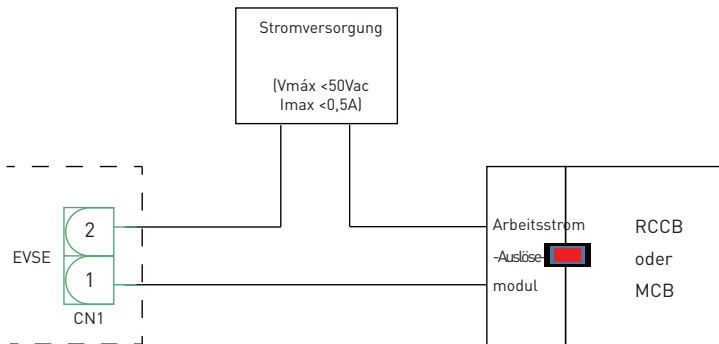 Stromversorgung
(Vmáx <50Vac
Imax <0,5A)
2
EVSE
1
CN1
Arbeitsstrom
-Auslöse-
modul
RCCB
oder
MCB